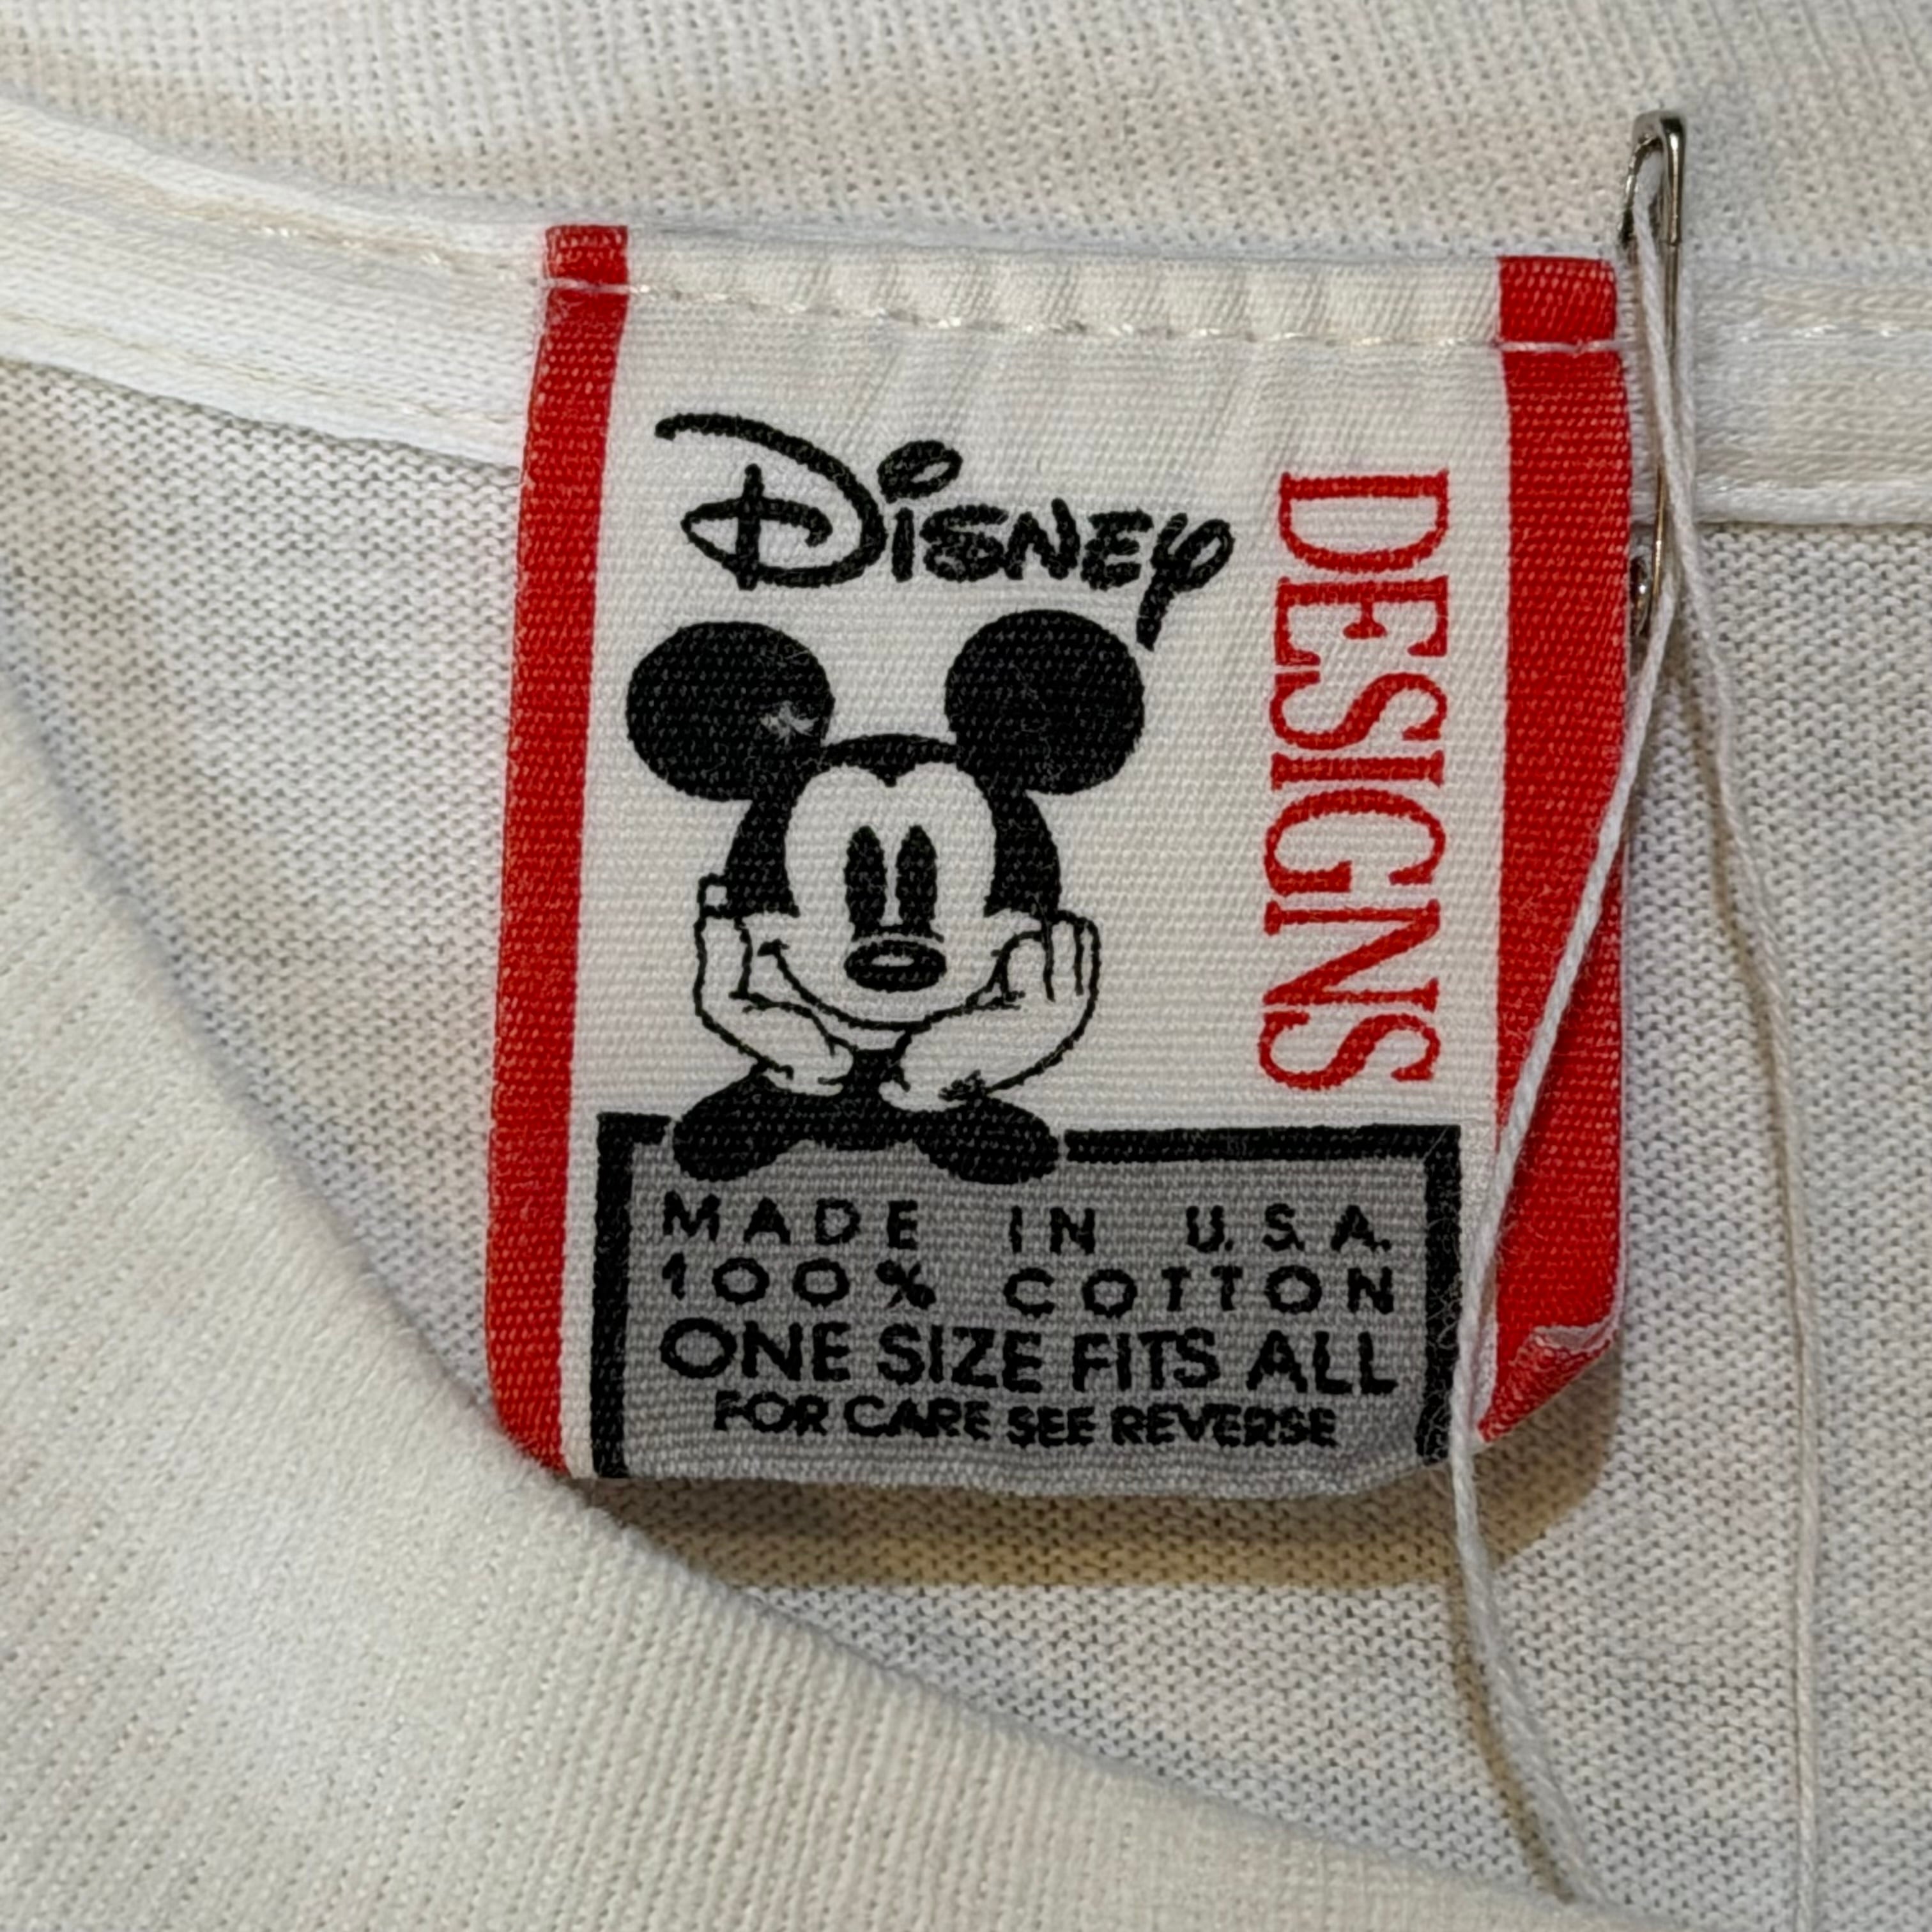 Disney
DESIGNS
MADE IN U.S.A.
100% COTTON
ONE SIZE FITS ALL
FOR CARE SEE REVERSE